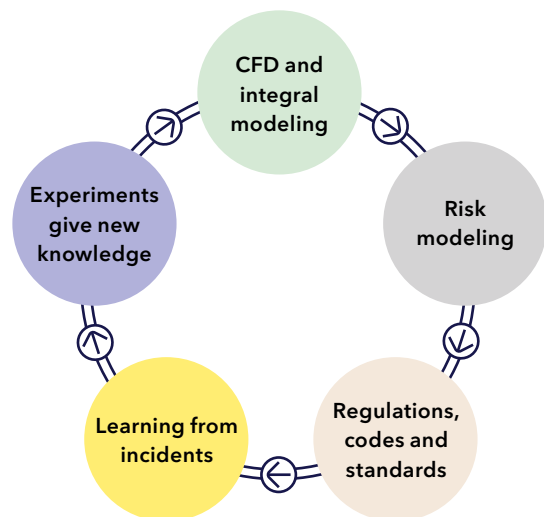 CFD and
integral
modeling
Risk
modeling
Regulations,
codes and
standards
Learning from
incidents
Experiments
give new
knowledge